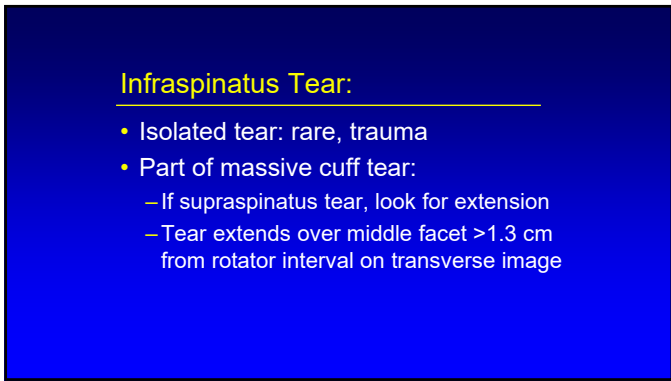 Infraspinatus Tear:
• Isolated tear: rare, trauma
• Part of massive cuff tear:
– If supraspinatus tear, look for extension
– Tear extends over middle facet >1.3 cm
from rotator interval on transverse image